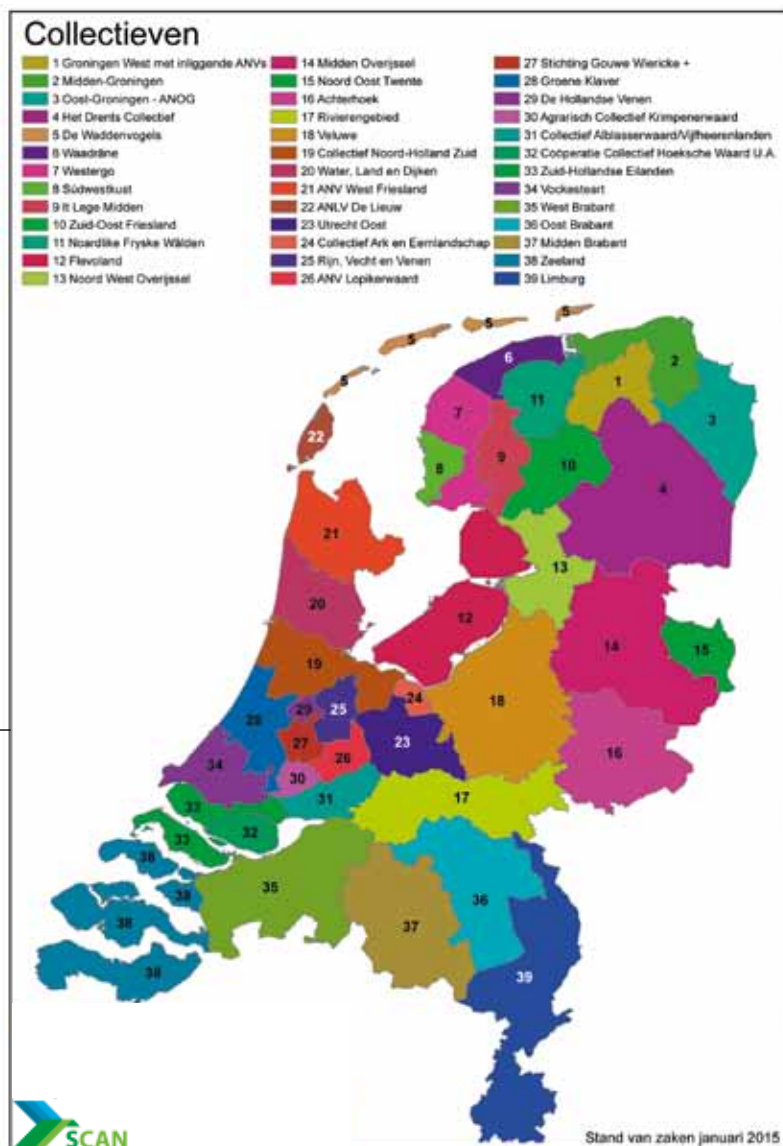 Collectieven
1 Groningen West met inliggende ANVs
2 Midden-Groningen
3 Oost-Groningen - ANOG
4 Het Drents Collectief
5 De Waddenvogels
6 Waadrâne
7 Westergo
8 Súdwestkust
9 It Lege Midden
10 Zuid-Oost Friesland
11 Noardlike Fryske Wâlden
12 Flevoland
13 Noord West Overijssel
14 Midden Overijssel
15 Noord Oost Twente
16 Achterhoek
17 Rivierengebied
18 Veluwe
19 Collectief Noord-Holland Zuid
20 Water, Land en Dijken
21 ANV West Friesland
22 ANLV De Lieuw
23 Utrecht Oost
24 Collectief Ark en Eemlandschap
25 Rijn, Vecht en Venen
26 ANV Lopikerwaard
27 Stichting Gouwe Wiericke +
28 Groene Klaver
29 De Hollandse Venen
30 Agrarisch Collectief Krimpenerwaard
31 Collectief Alblasserwaard/Vijfheerenlanden
32 Coöperatie Collectief Hoeksche Waard U.A.
33 Zuid-Hollandse Eilanden
34 Vockesteart
35 West Brabant
36 Oost Brabant
37 Midden Brabant
38 Zeeland
39 Limburg
5
5
5
5
6
2
1
11
3
7
22
9
8
10
4
21
13
20
12
14
15
19
24
18
29
25
28
23
27
16
26
34
30
17
31
33
32
33
38
35
38
36
38
37
38
39
SCAN
Stand van zaken januari 2015